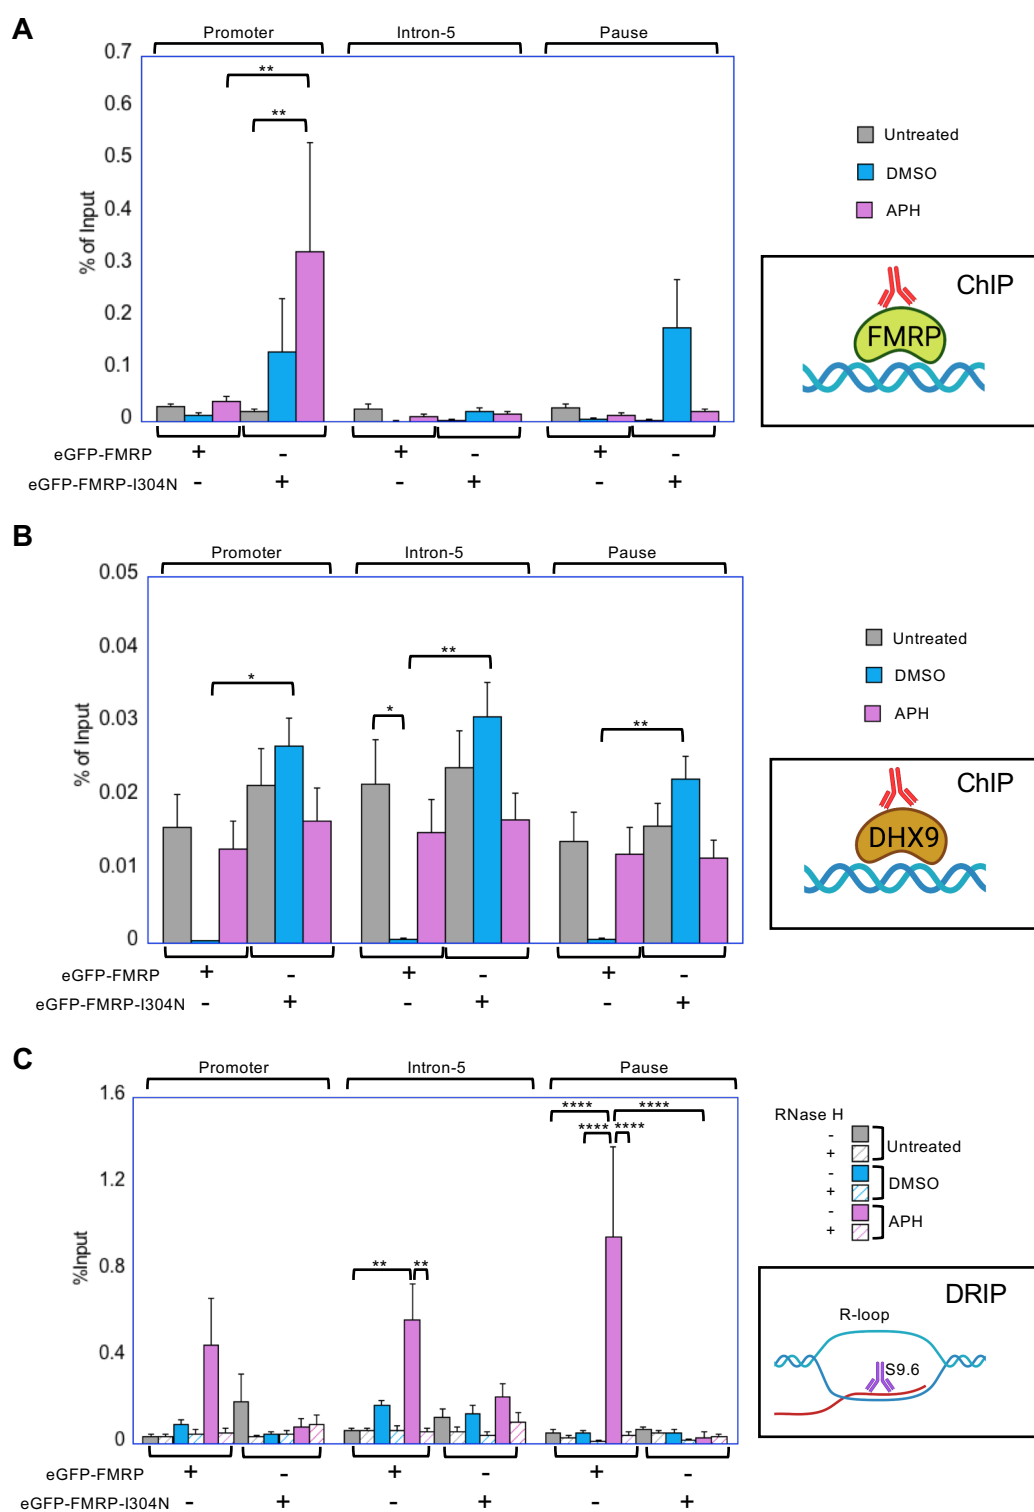 A
Promoter Intron-5 Pause
0.7
** 
0.6
**
0.5
0.4
0.3
0.2
0.1
0
% of Input
Untreated
DMSO
APH
ChIP
FMRP
eGFP-FMRP + - + - + -
eGFP-FMRP-I304N - + - + - +
B
Promoter Intron-5 Pause
0.05
0.04
**
*
*
**
0.03
0.02
0.01
0
% of Input
Untreated
DMSO
APH
ChIP
DHX9
eGFP-FMRP + - + - + -
eGFP-FMRP-I304N - + - + - +
C
Promoter Intron-5 Pause
1.6
**** ****
**** ****
1.2
0.8
** **
0.4
0
%Input
RNase H
- 
+ Untreated
- 
+ DMSO
- 
+ APH
DRIP
R-loop
S9.6
eGFP-FMRP + - + - + -
eGFP-FMRP-I304N - + - + - +